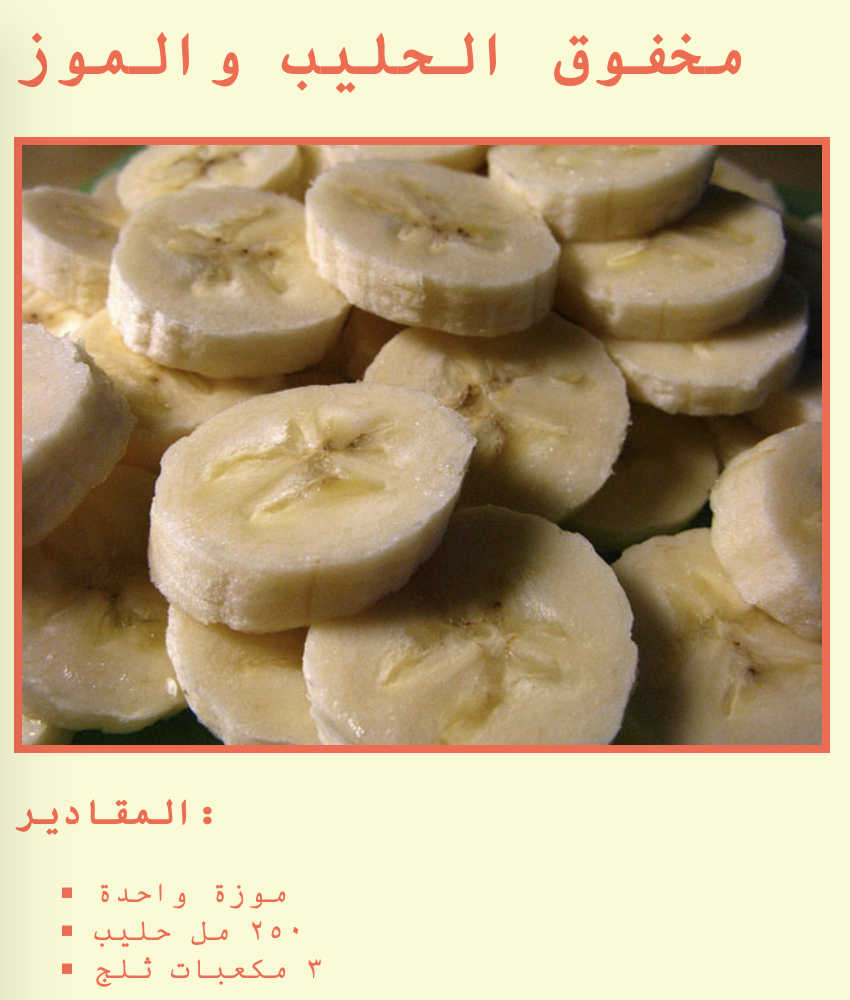 مخفوق الحليب والموز
المقادير:
موزة واحدة
٢٥٠ مل حليب
٣ مكعبات ثلج